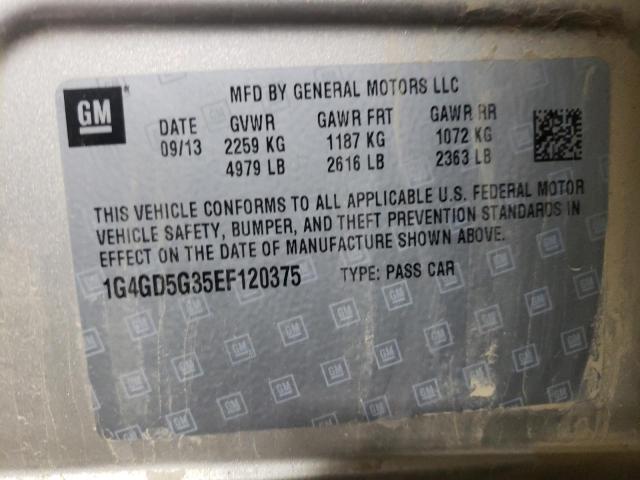 GM
MFD BY GENERAL MOTORS LLC
DATE GVWR GAWR FRT GAWR RR
09/13 2259 KG 1187 KG 1072 KG
4979 LB 2616 LB 2363 LB
THIS VEHICLE CONFORMS TO ALL APPLICABLE U.S. FEDERAL MOTOR
VEHICLE SAFETY, BUMPER, AND THEFT PREVENTION STANDARDS IN
EFFECT ON THE DATE OF MANUFACTURE SHOWN ABOVE.
1G4GD5G35EF120375 TYPE: PASS CAR